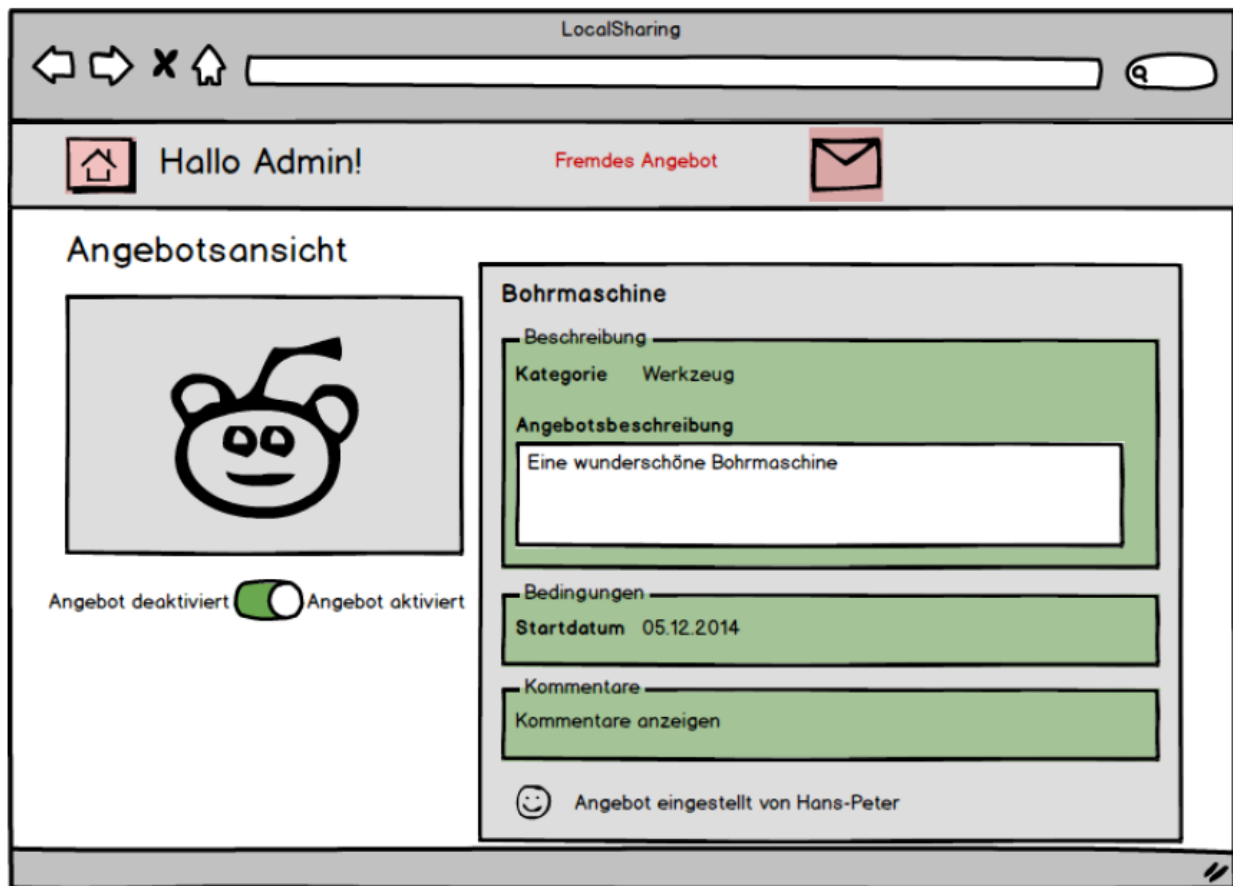 LocalSharing
Hallo Admin!
Fremdes Angebot
Angebotsansicht
Angebot deaktiviert
Angebot aktiviert
Bohrmaschine
Beschreibung
Kategorie Werkzeug
Angebotsbeschreibung
Eine wunderschöne Bohrmaschine
Bedingungen
Startdatum 05.12.2014
Kommentare
Kommentare anzeigen
Angebot eingestellt von Hans-Peter